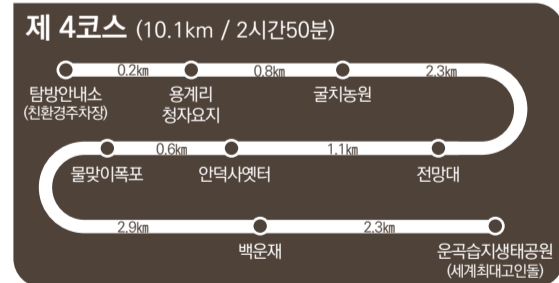 제 4코스 (10.1km / 2시간50분)
0.2km 0.8km 2.3km
탐방안내소 용계리 굴치농원
(친환경주차장) 청자요지
0.6km 1.1km
물맞이폭포 안덕사옛터 전망대
2.9km 2.3km
백운재 운곡습지생태공원
(세계최대고인돌)